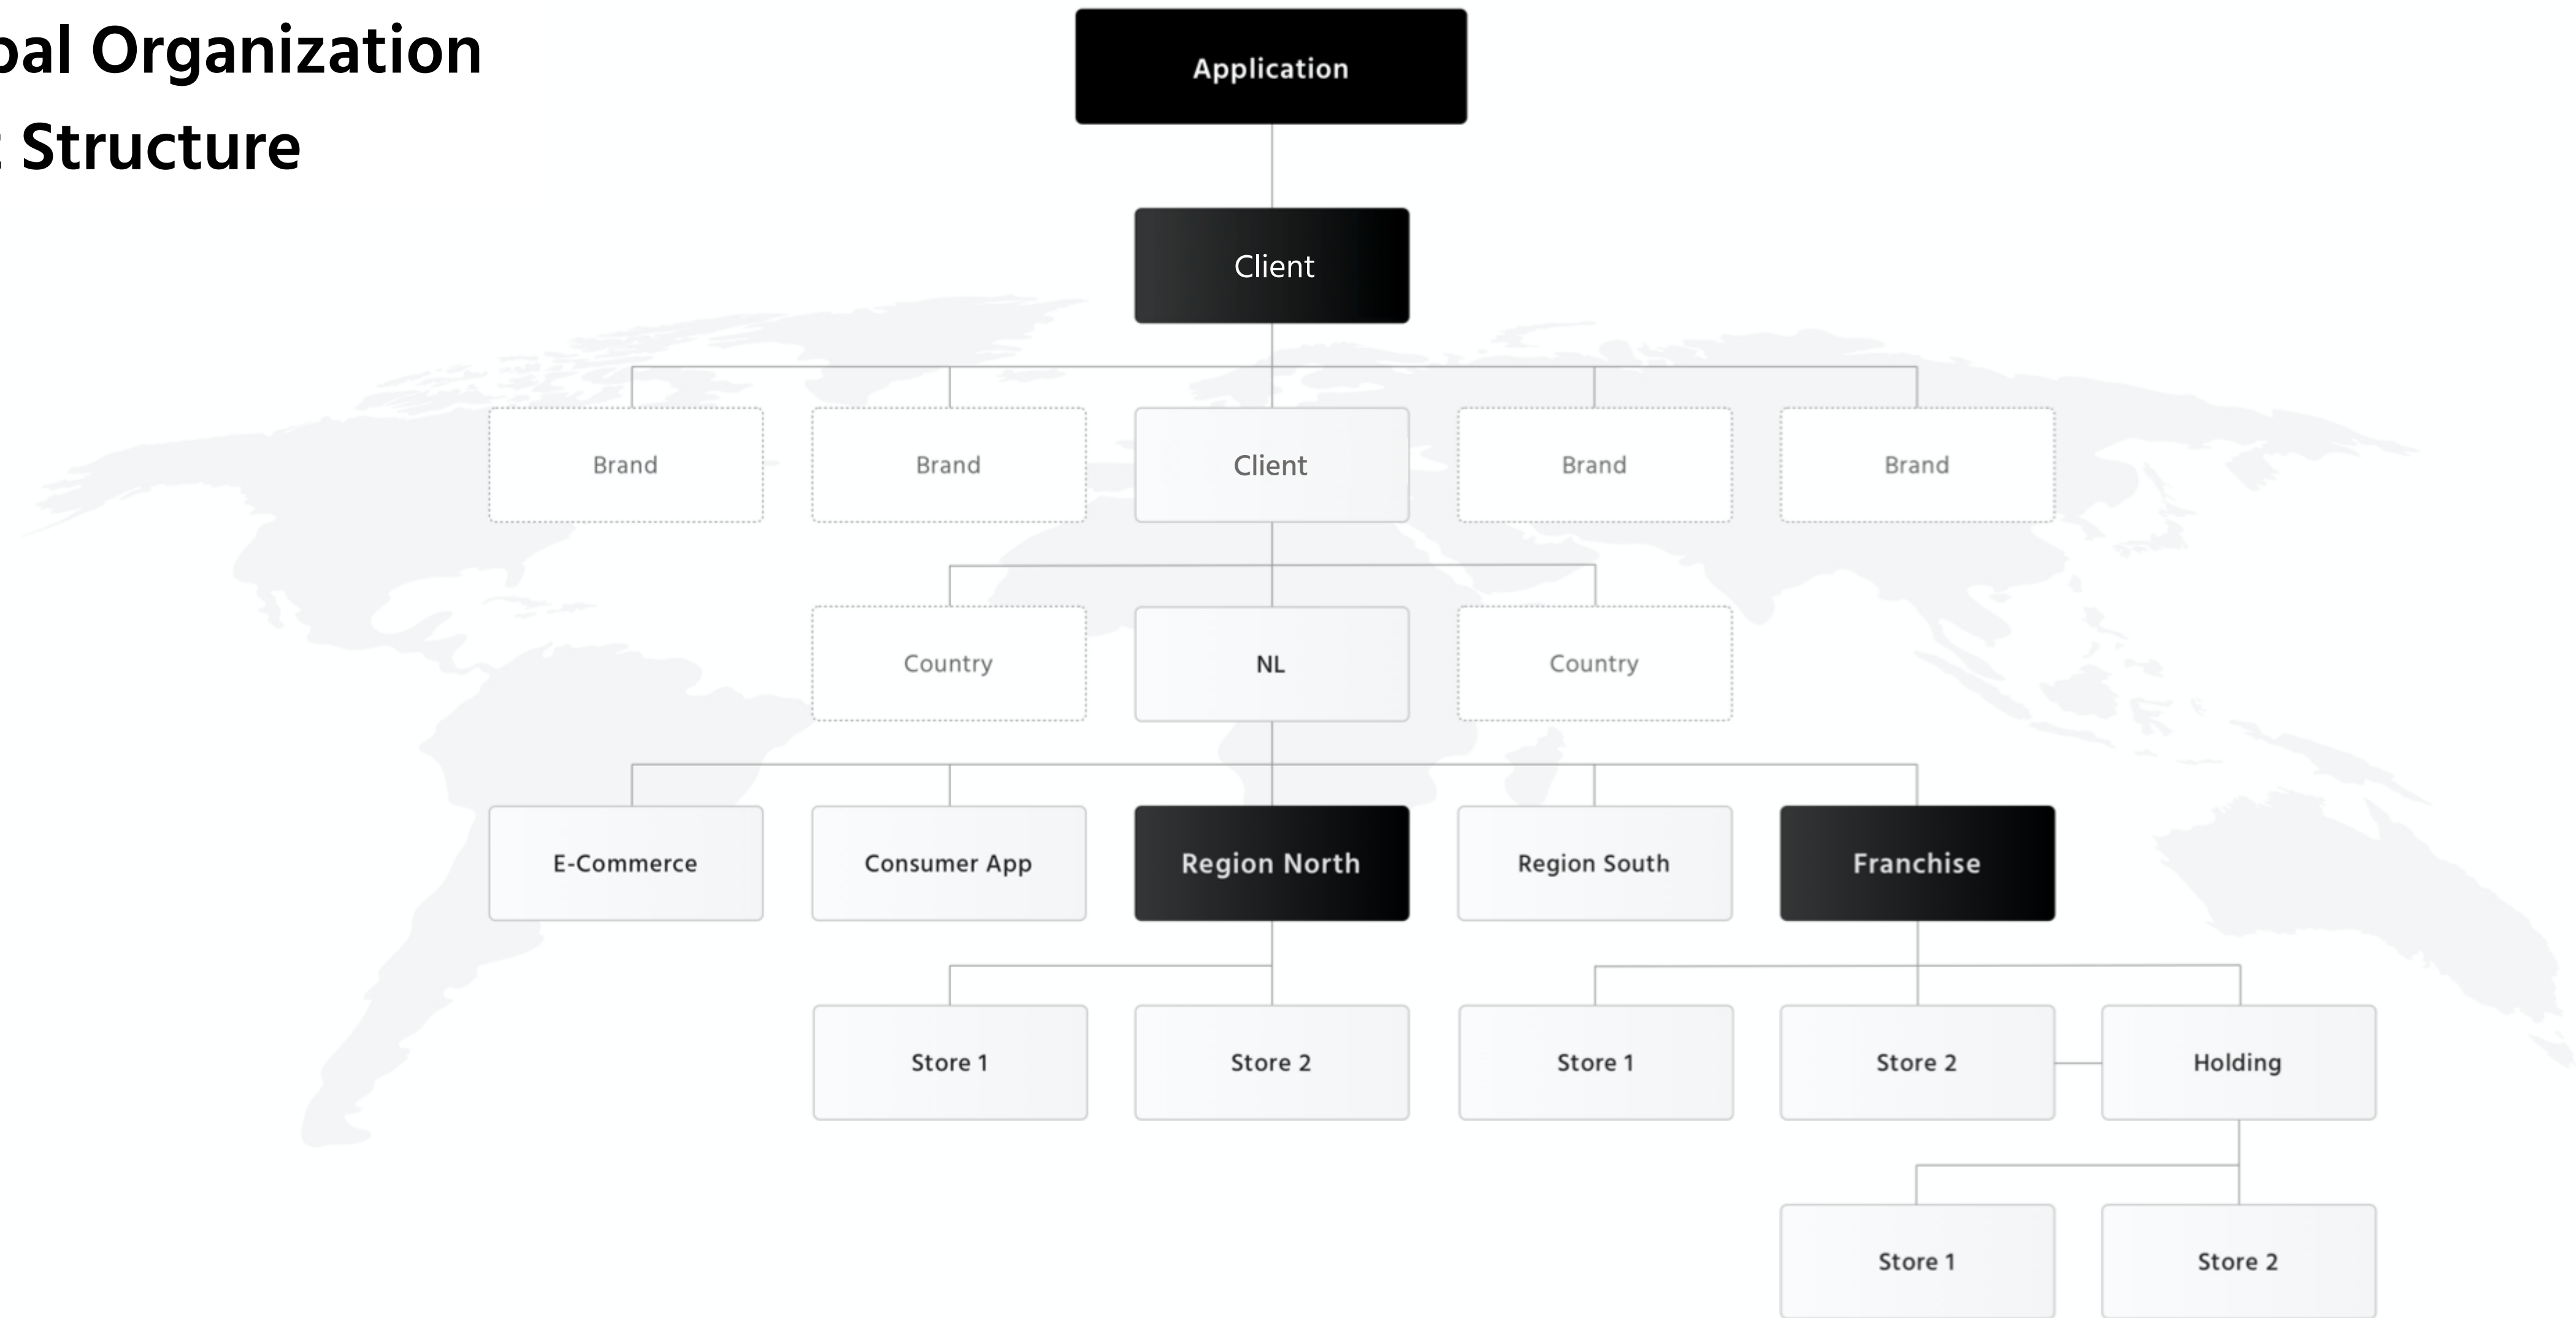 Organization
Structure
Application
Client
Brand
Brand
Client
Brand
Brand
Country
NL
Country
E-Commerce
Consumer App
Region North
Region South
Franchise
Store 1
Store 2
Store 1
Store 2
Holding
Store 1
Store 2